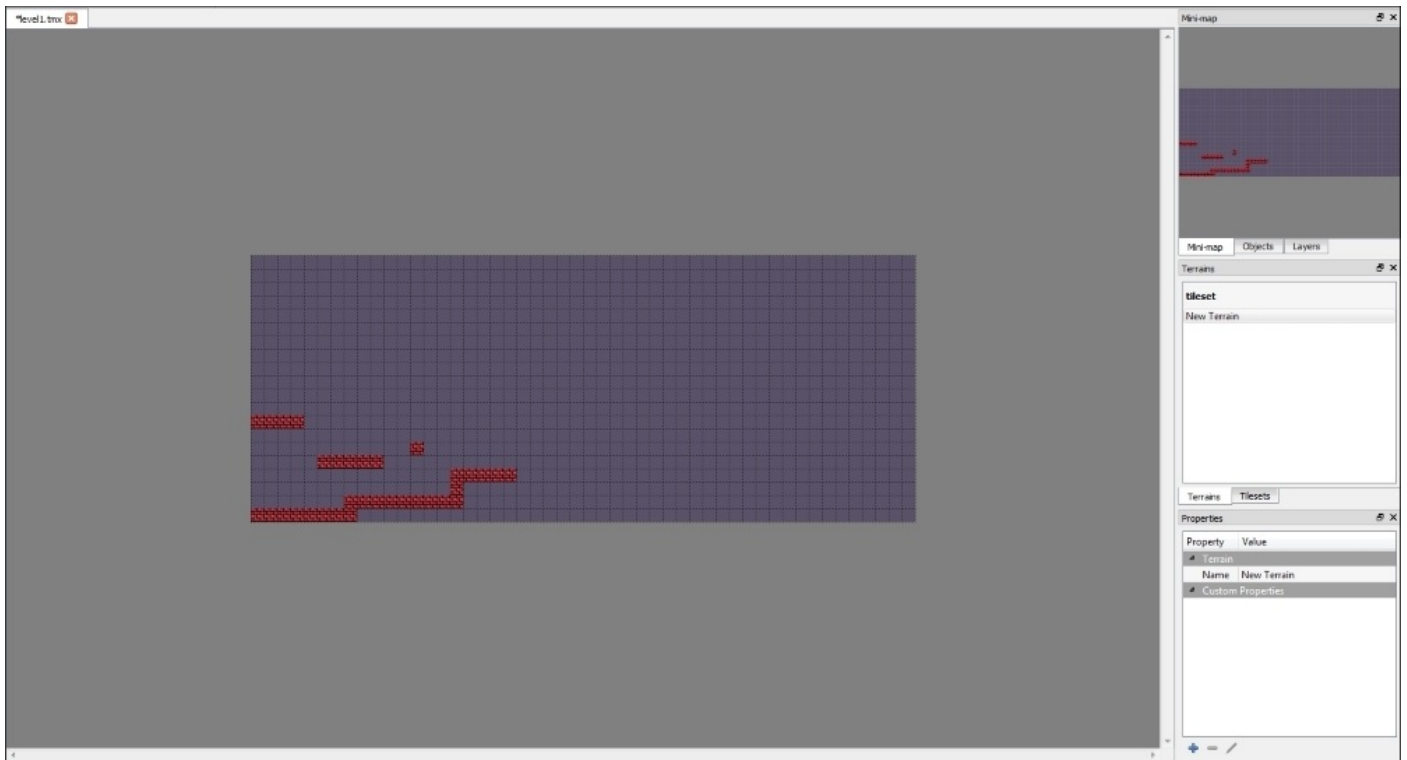 *level1.tmx
Mini-map
Mini-map Objects Layers
Terrains
tileset
New Terrain
Terrains Tilesets
Properties
Property Value
Terrain
Name New Terrain
Custom Properties